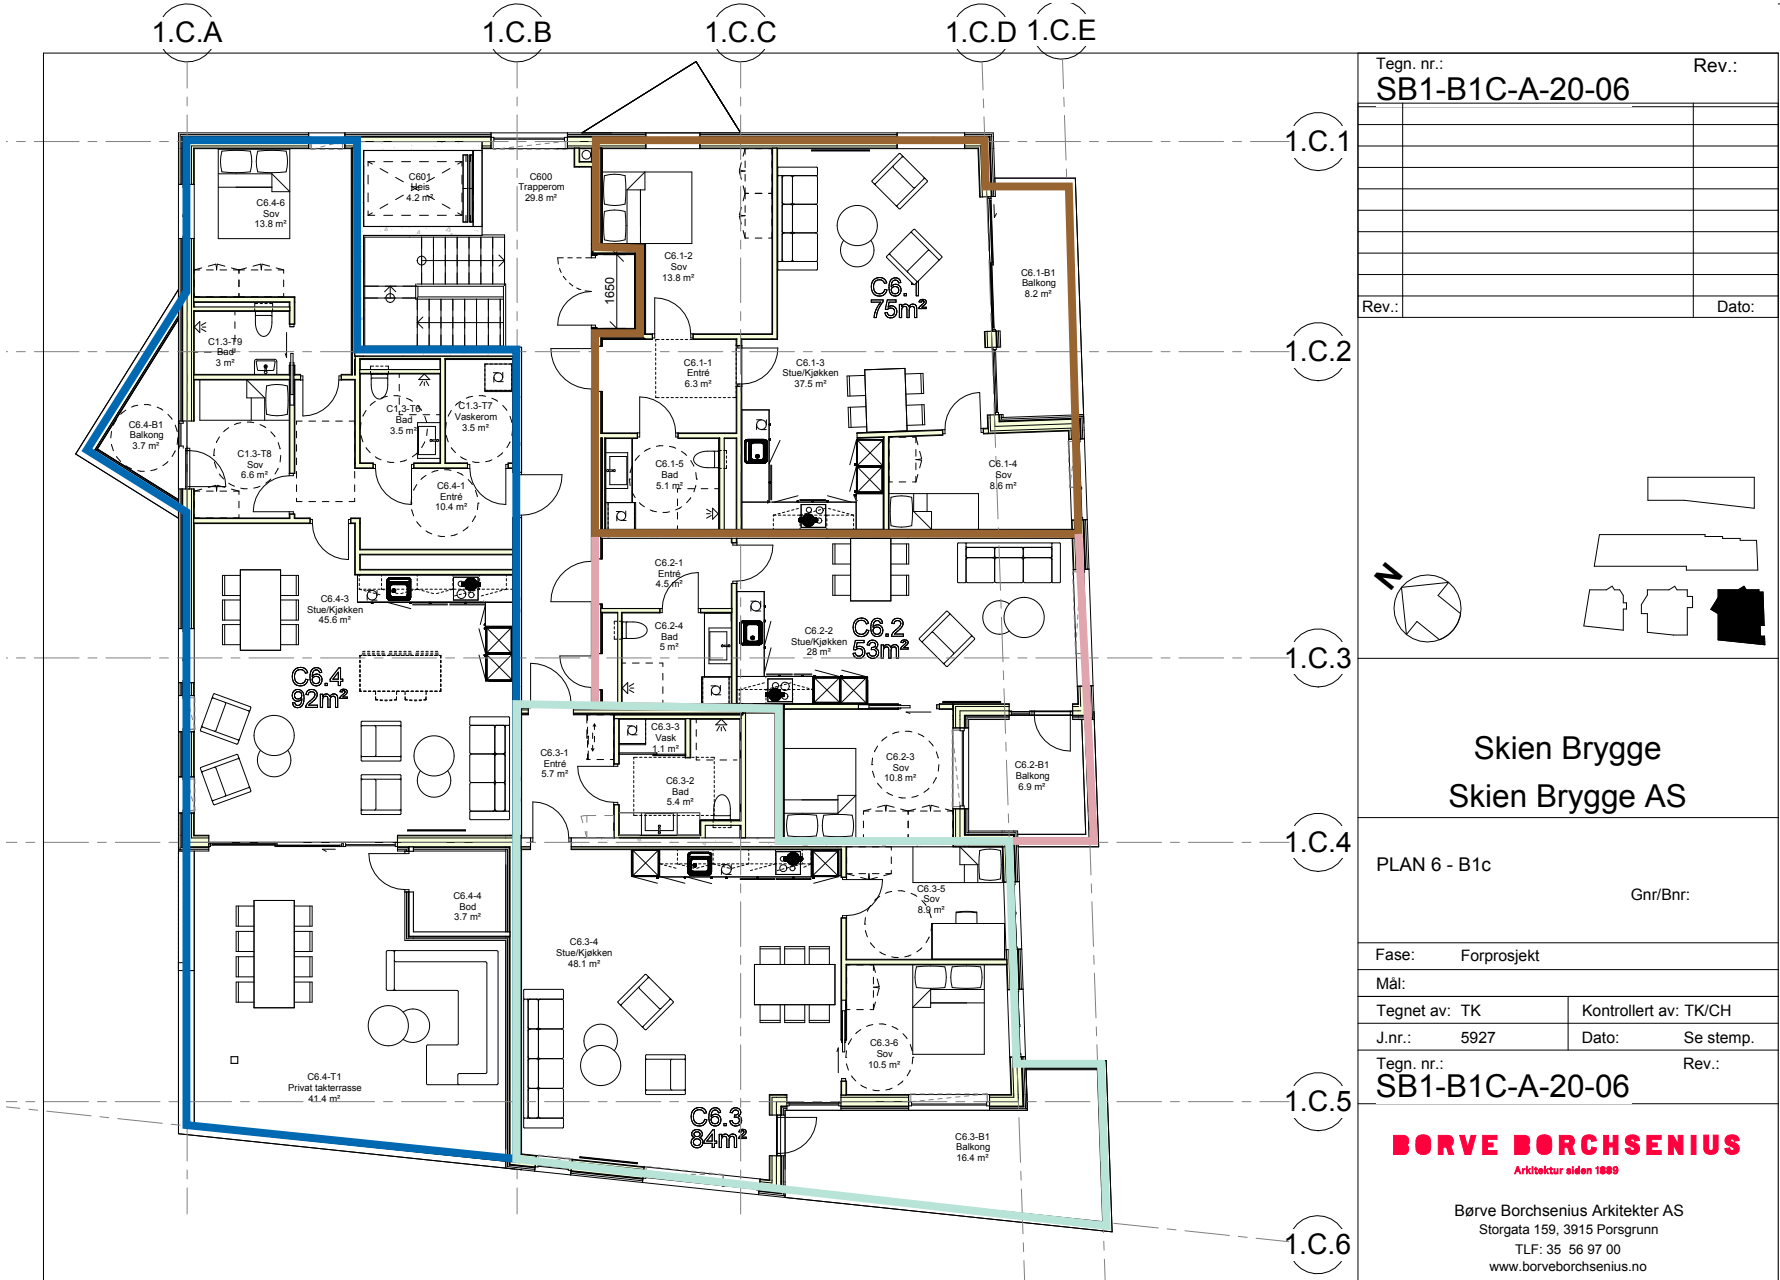 1.C.A
1.C.B
1.C.C
1.C.D
1.C.E
1.C.1
1.C.2
1.C.3
1.C.4
1.C.5
1.C.6
C6.4-6
Sov
13.8 m²
C601
Heis
4.2 m²
C600
Trapperom
29.8 m²
1650
C6.1-2
Sov
13.8 m²
C6.1
75m²
C6.1-B1
Balkong
8.2 m²
C1.3-T9
Bad
3 m²
C6.1-1
Entré
6.3 m²
C6.1-3
Stue/Kjøkken
37.5 m²
C6.4-B1
Balkong
3.7 m²
C1.3-T8
Sov
6.6 m²
C1.3-T6
Bad
3.5 m²
C1.3-T7
Vaskerom
3.5 m²
C6.4-1
Entré
10.4 m²
C6.1-5
Bad
5.1 m²
C6.1-4
Sov
8.6 m²
C6.2-1
Entré
4.5 m²
C6.4-3
Stue/Kjøkken
45.6 m²
C6.2-4
Bad
5 m²
C6.2-2
Stue/Kjøkken
28 m²
C6.2
53m²
C6.4
92m²
C6.3-1
Entré
5.7 m²
C6.3-3
Vask
1.1 m²
C6.3-2
Bad
5.4 m²
C6.2-3
Sov
10.8 m²
C6.2-B1
Balkong
6.9 m²
C6.4-4
Bod
3.7 m²
C6.3-5
Sov
8.9 m²
C6.3-4
Stue/Kjøkken
48.1 m²
C6.3-6
Sov
10.5 m²
C6.4-T1
Privat takterrasse
41.4 m²
C6.3
84m²
C6.3-B1
Balkong
16.4 m²
Tegn. nr.: Rev.:
SB1-B1C-A-20-06
Rev.: Dato:
N
Skien Brygge
Skien Brygge AS
PLAN 6 - B1c
Gnr/Bnr:
Fase: Forprosjekt
Mål:
Tegnet av: TK Kontrollert av: TK/CH
J.nr.: 5927 Dato: Se stemp.
Tegn. nr.: Rev.:
SB1-B1C-A-20-06
BØRVE BORCHSENIUS
Arkitektur siden 1889
Børve Borchsenius Arkitekter AS
Storgata 159, 3915 Porsgrunn
TLF: 35 56 97 00
www.borveborchsenius.no